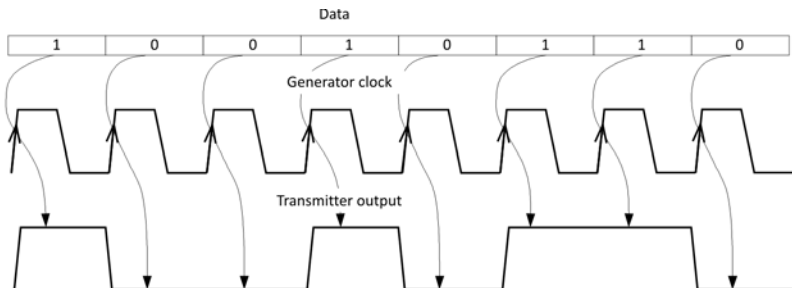 Data
1 0 0 1 0 1 1 0
Generator clock
Transmitter output